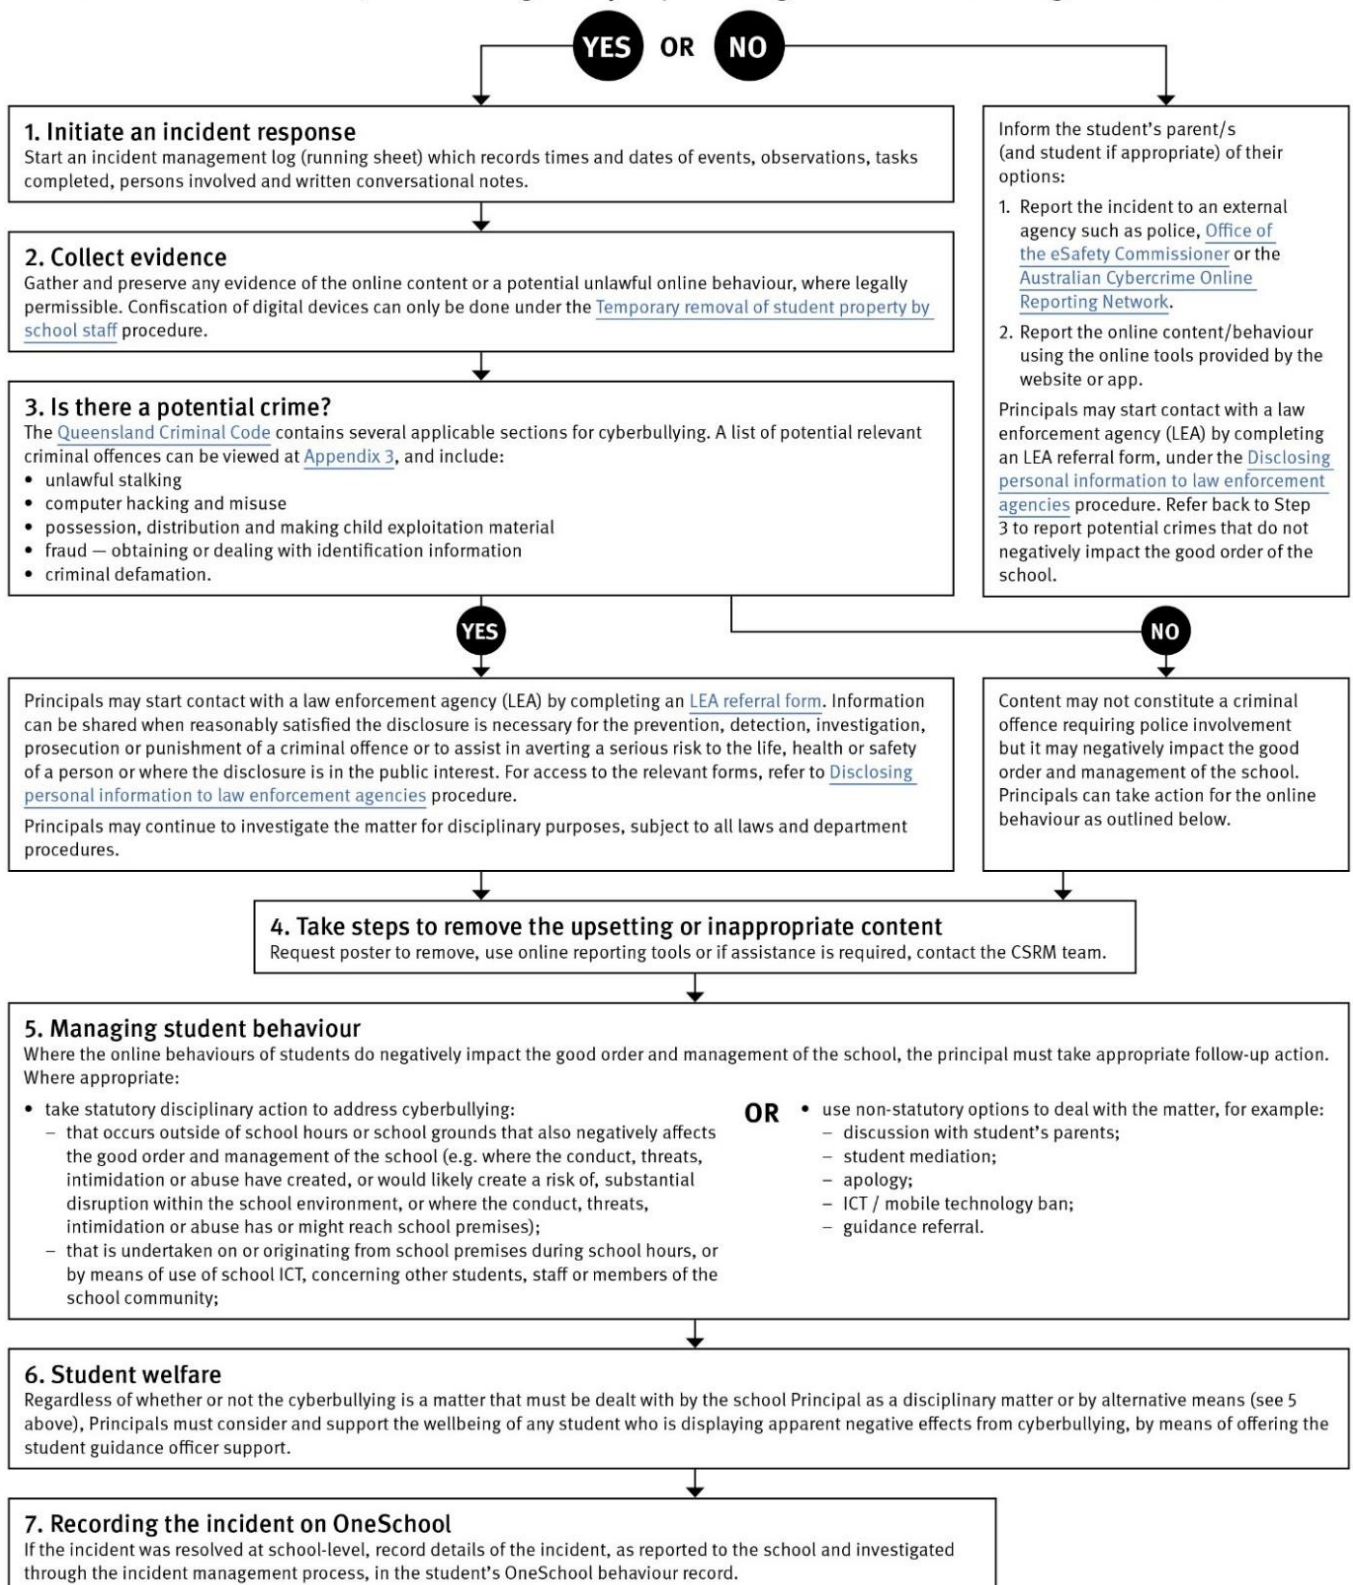 YES OR NO
1. Initiate an incident response
Start an incident management log (running sheet) which records times and dates of events, observations, tasks
completed, persons involved and written conversational notes.
2. Collect evidence
Gather and preserve any evidence of the online content or a potential unlawful online behaviour, where legally
permissible. Confiscation of digital devices can only be done under the Temporary removal of student property by
school staff procedure.
3. Is there a potential crime?
The Queensland Criminal Code contains several applicable sections for cyberbullying. A list of potential relevant
criminal offences can be viewed at Appendix 3, and include:
• unlawful stalking
• computer hacking and misuse
• possession, distribution and making child exploitation material
• fraud — obtaining or dealing with identification information
• criminal defamation.
Inform the student's parent/s
(and student if appropriate) of their
options:
1. Report the incident to an external
agency such as police, Office of
the eSafety Commissioner or the
Australian Cybercrime Online
Reporting Network.
2. Report the online content/behaviour
using the online tools provided by the
website or app.
Principals may start contact with a law
enforcement agency (LEA) by completing
an LEA referral form, under the Disclosing
personal information to law enforcement
agencies procedure. Refer back to Step
3 to report potential crimes that do not
negatively impact the good order of the
school.
YES
NO
Principals may start contact with a law enforcement agency (LEA) by completing an LEA referral form. Information
can be shared when reasonably satisfied the disclosure is necessary for the prevention, detection, investigation,
prosecution or punishment of a criminal offence or to assist in averting a serious risk to the life, health or safety
of a person or where the disclosure is in the public interest. For access to the relevant forms, refer to Disclosing
personal information to law enforcement agencies procedure.
Principals may continue to investigate the matter for disciplinary purposes, subject to all laws and department
procedures.
Content may not constitute a criminal
offence requiring police involvement
but it may negatively impact the good
order and management of the school.
Principals can take action for the online
behaviour as outlined below.
4. Take steps to remove the upsetting or inappropriate content
Request poster to remove, use online reporting tools or if assistance is required, contact the CSRM team.
5. Managing student behaviour
Where the online behaviours of students do negatively impact the good order and management of the school, the principal must take appropriate follow-up action.
Where appropriate:
• take statutory disciplinary action to address cyberbullying:
– that occurs outside of school hours or school grounds that also negatively affects
the good order and management of the school (e.g. where the conduct, threats,
intimidation or abuse have created, or would likely create a risk of, substantial
disruption within the school environment, or where the conduct, threats,
intimidation or abuse has or might reach school premises);
– that is undertaken on or originating from school premises during school hours, or
by means of use of school ICT, concerning other students, staff or members of the
school community;
OR
• use non-statutory options to deal with the matter, for example:
– discussion with student's parents;
– student mediation;
– apology;
– ICT / mobile technology ban;
– guidance referral.
6. Student welfare
Regardless of whether or not the cyberbullying is a matter that must be dealt with by the school Principal as a disciplinary matter or by alternative means (see 5
above), Principals must consider and support the wellbeing of any student who is displaying apparent negative effects from cyberbullying, by means of offering the
student guidance officer support.
7. Recording the incident on OneSchool
If the incident was resolved at school-level, record details of the incident, as reported to the school and investigated
through the incident management process, in the student's OneSchool behaviour record.